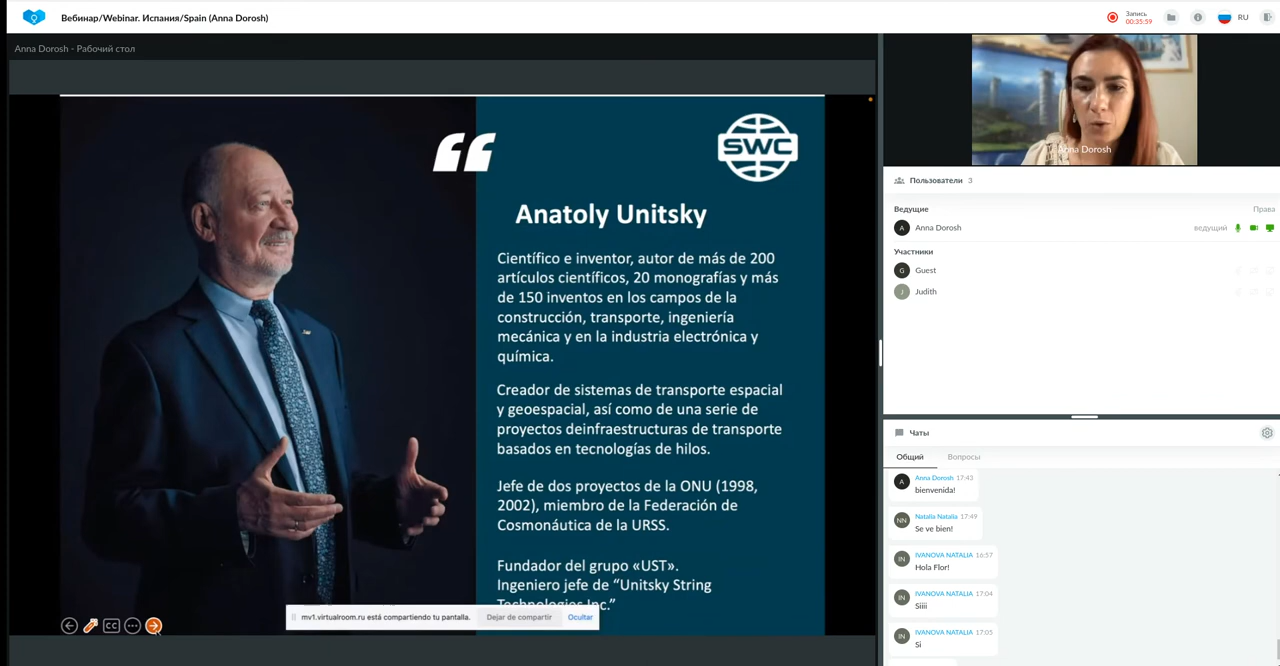 Вебинар/Webinar. Испания/Spain (Anna Dorosh)
Запись
00:35:59
RU
Anna Dorosh - Рабочий стол
SWC
Anatoly Unitsky
Científico e inventor, autor de más de 200
artículos científicos, 20 monografías y más
de 150 inventos en los campos de la
construcción, transporte, ingeniería
mecánica y en la industria electrónica y
química.
Creador de sistemas de transporte espacial
y geoespacial, así como de una serie de
proyectos deinfraestructuras de transporte
basados en tecnologías de hilos.
Jefe de dos proyectos de la ONU (1998,
2002), miembro de la Federación de
Cosmonáutica de la URSS.
Fundador del grupo «UST».
Ingeniero jefe de “Unitsky String
Technologies Inc.”
mv1.virtualroom.ru está compartiendo tu pantalla.
Dejar de compartir
Ocultar
CC
Anna Dorosh
Пользователи 3
Ведущие
Права
A
Anna Dorosh
ведущий
Участники
G
Guest
J
Judith
Чаты
Общий
Вопросы
A
Anna Dorosh 17:43
bienvenida!
NN
Natalia Natalia 17:49
Se ve bien!
IN
IVANOVA NATALIA 16:57
Hola Flor!
IN
IVANOVA NATALIA 17:04
Siiii
IN
IVANOVA NATALIA 17:05
Si